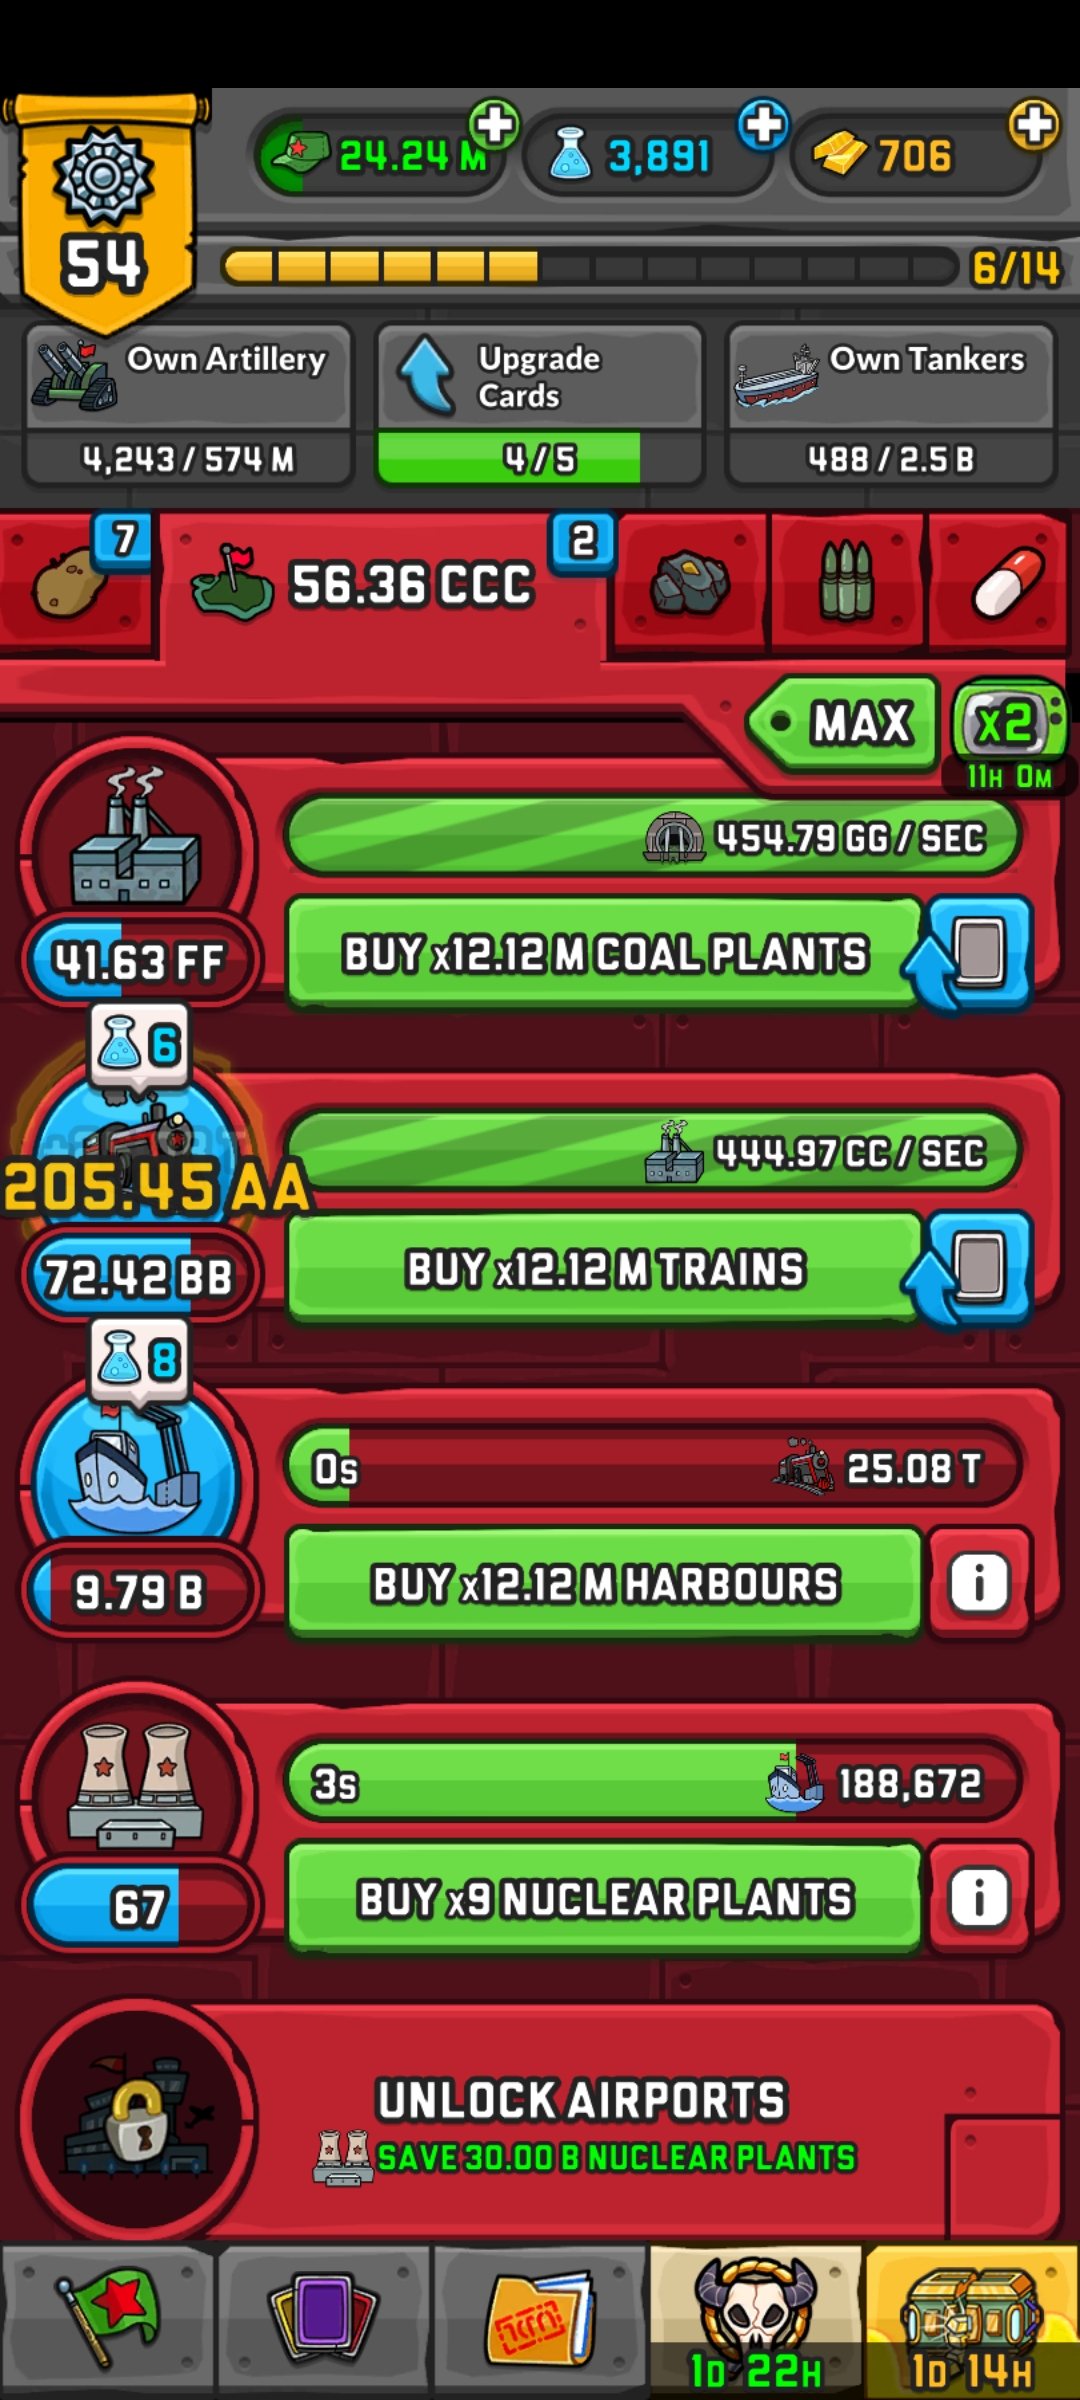 54
24.24 M
3,891
706
6/14
Own Artillery
4,243 / 574 M
Upgrade
Cards
4 / 5
Own Tankers
488 / 2.5 B
7
56.36 CCC
2
MAX
x2
11H 0M
454.79 GG / SEC
41.63 FF
BUY x12.12 M COAL PLANTS
6
205.45 AA
444.97 CC / SEC
72.42 BB
BUY x12.12 M TRAINS
8
0s
25.08 T
9.79 B
BUY x12.12 M HARBOURS
i
3s
188,672
67
BUY x9 NUCLEAR PLANTS
i
UNLOCK AIRPORTS
SAVE 30.00 B NUCLEAR PLANTS
1D 22H
1D 14H